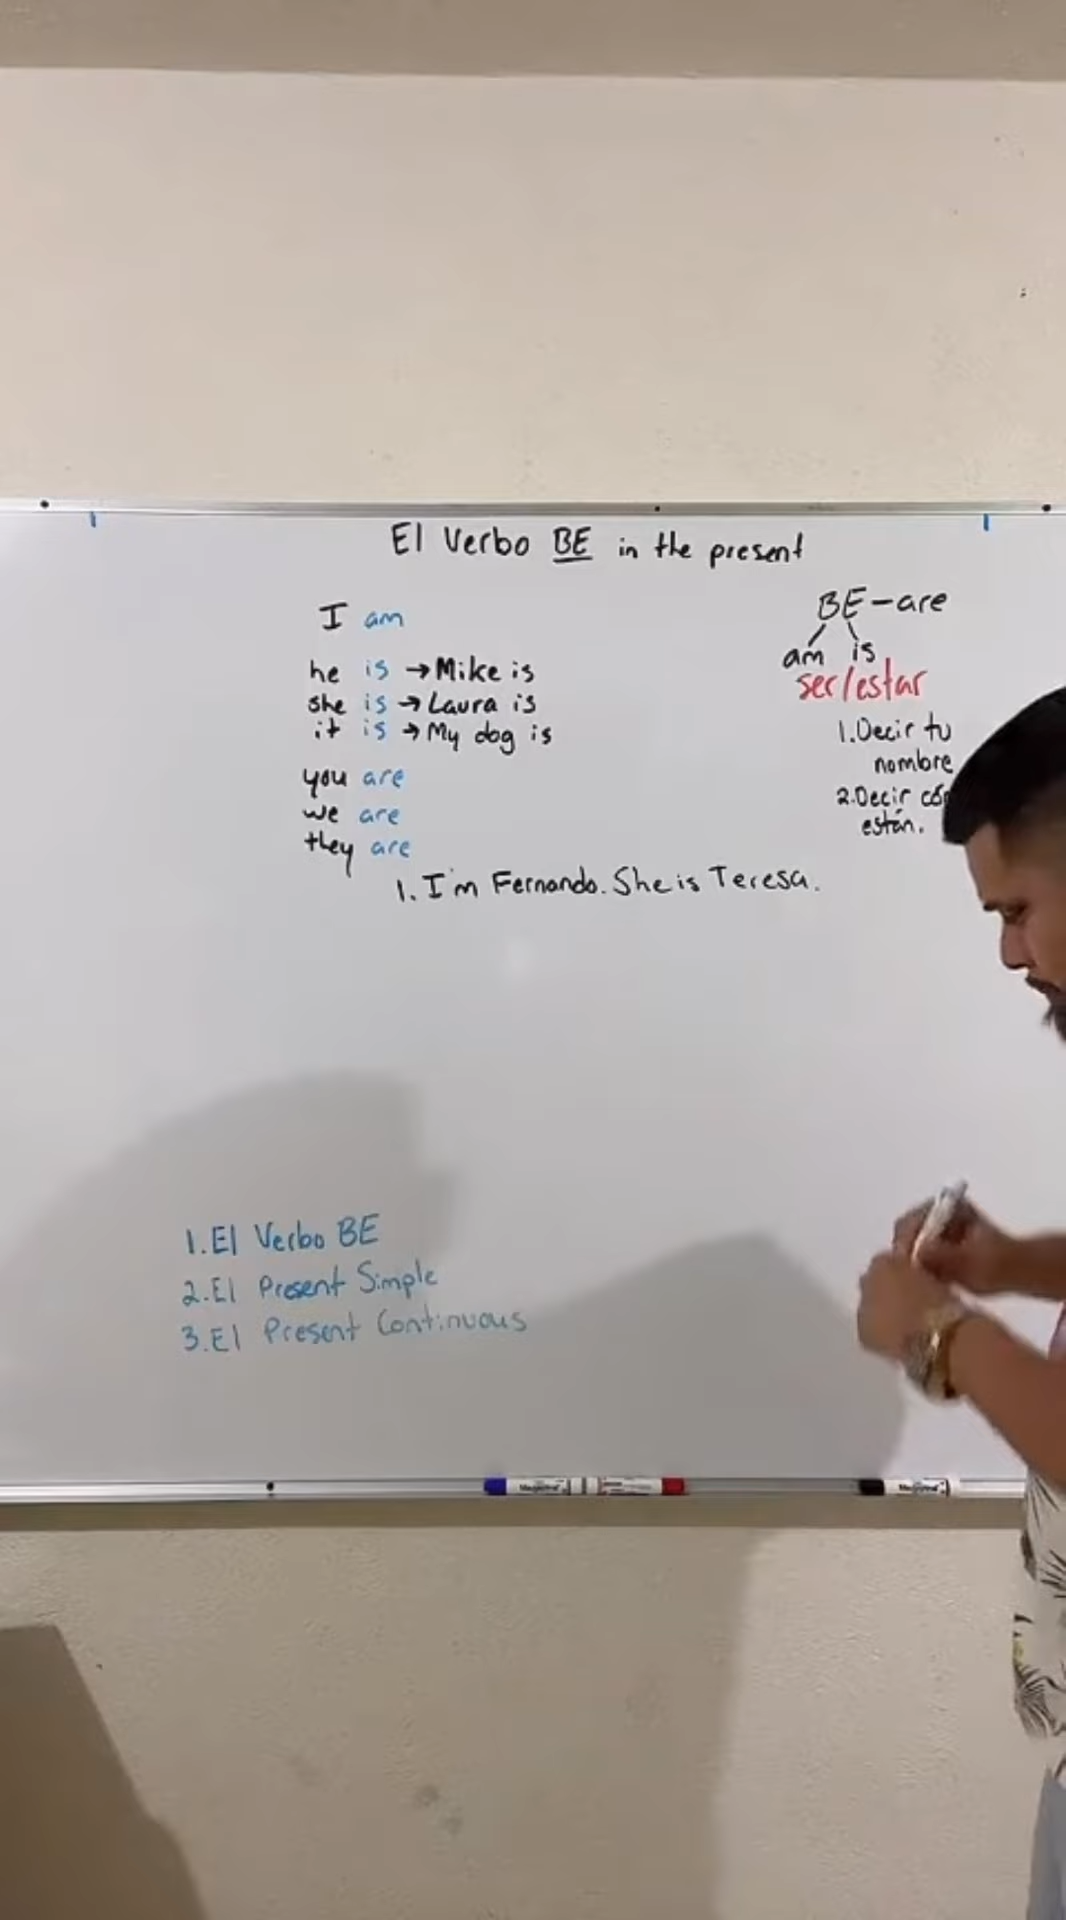 El Verbo BE in the present
I am
he is → Mike is
she is → Laura is
it is → My dog is
you are
we are
they are
1. I'm Fernando. She is Teresa.
BE - are
am is
ser/estar
1. Decir tu
nombre
2. Decir
están.
1. El Verbo BE
2. El Present Simple
3. El Present Continuous